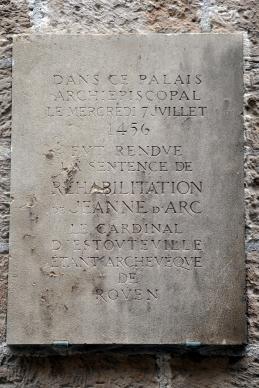 DANS CE PALAIS
ARCHIEPISCOPAL
LE MERCREDI 7 JVILLET
1456
FVT RENDVE
LA SENTENCE DE
REHABILITATION
DE JEANNE D'ARC
LE CARDINAL
D'ESTOVTEVILLE
ETANT ARCHEVEQVE
DE
ROVEN